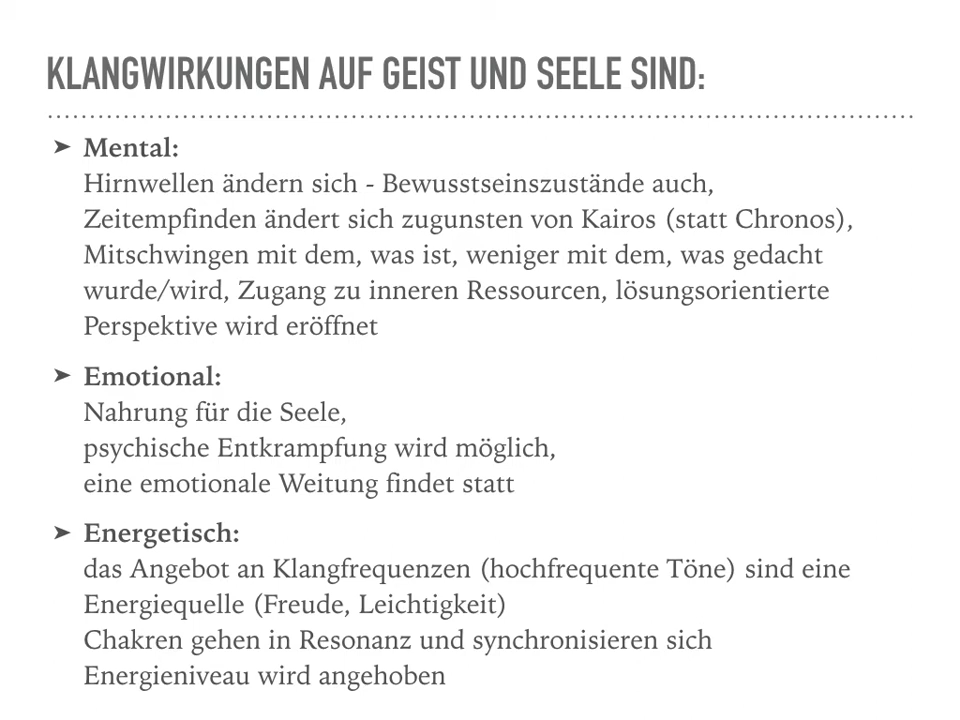 KLANGWIRKUNGEN AUF GEIST UND SEELE SIND:
➤ Mental:
Hirnwellen ändern sich - Bewusstseinszustände auch,
Zeitempfinden ändert sich zugunsten von Kairos (statt Chronos),
Mitschwingen mit dem, was ist, weniger mit dem, was gedacht
wurde/wird, Zugang zu inneren Ressourcen, lösungsorientierte
Perspektive wird eröffnet
➤ Emotional:
Nahrung für die Seele,
psychische Entkrampfung wird möglich,
eine emotionale Weitung findet statt
➤ Energetisch:
das Angebot an Klangfrequenzen (hochfrequente Töne) sind eine
Energiequelle (Freude, Leichtigkeit)
Chakren gehen in Resonanz und synchronisieren sich
Energieniveau wird angehoben